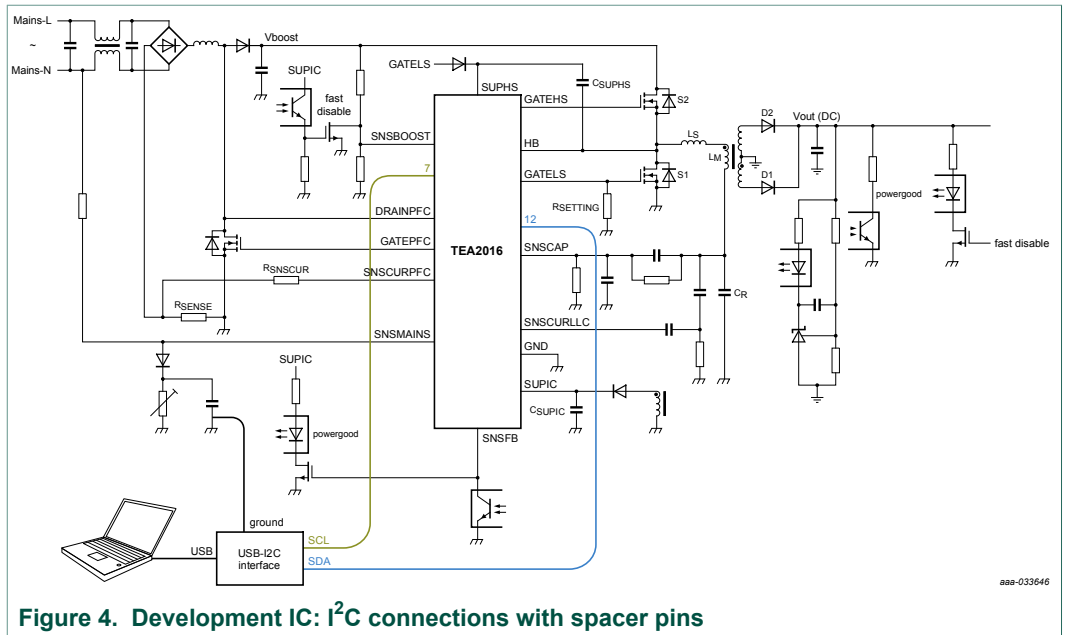 Mains-L
~
Mains-N
Vboost
SUPIC
fast
disable
GATELS
SUPHS
CSUPHS
GATEHS
S2
SNSBOOST
HB
LS
LM
D2
Vout (DC)
D1
7
GATELS
S1
RSETTING
powergood
DRAINPFC
12
GATEPFC
TEA2016
SNSCAP
fast disable
RSNSCUR
SNSCURPFC
CR
RSENSE
SNSMAINS
SNSCURLLC
GND
SUPIC
SUPIC
CSUPIC
powergood
SNSFB
ground
USB
USB-I2C
interface
SCL
SDA
aaa-033646
Figure 4. Development IC: I²C connections with spacer pins